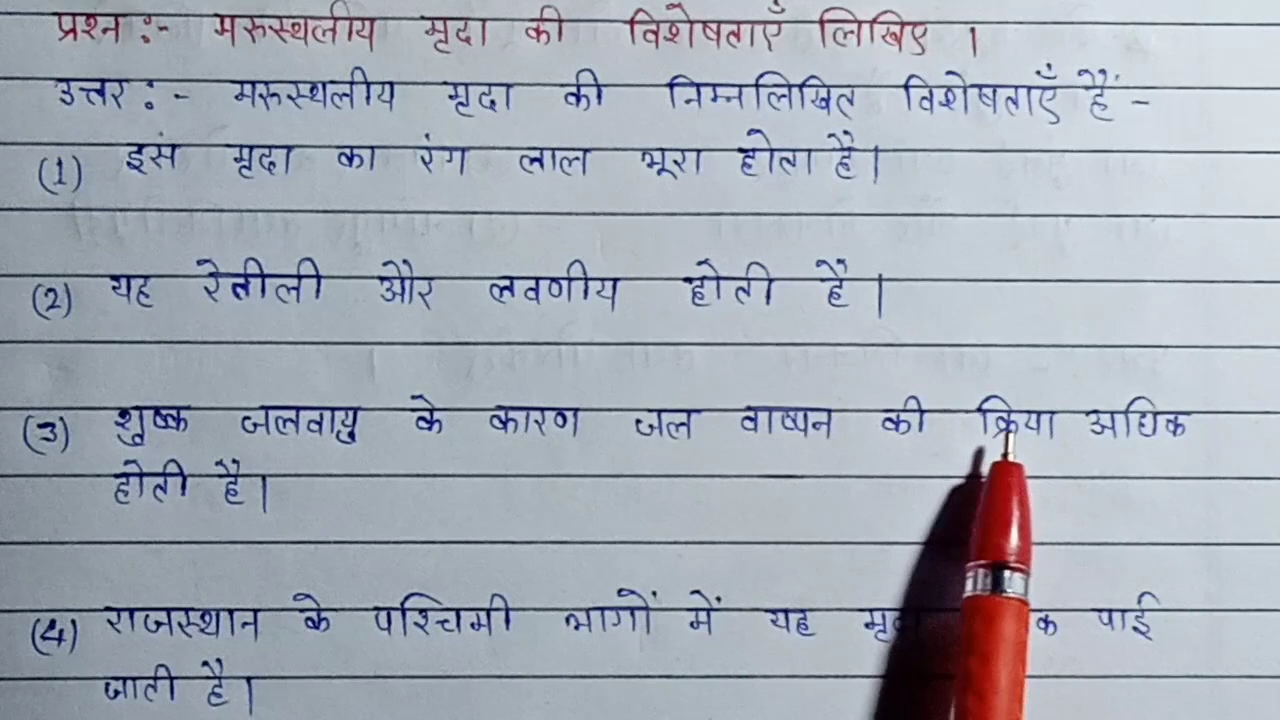 प्रश्न :- मरुस्थलीय मृदा की विशेषताएँ लिखिए ।
उत्तर :- मरुस्थलीय मृदा की निम्नलिखित विशेषताएँ हैं -
(1) इस मृदा का रंग लाल भूरा होता है।
(2) यह रेतीली और लवणीय होती है |
(3) शुष्क जलवायु के कारण जल वाष्पन की क्रिया अधिक
होती है |
(4) राजस्थान के पश्चिमी भागों में यह पाई
जाती है |